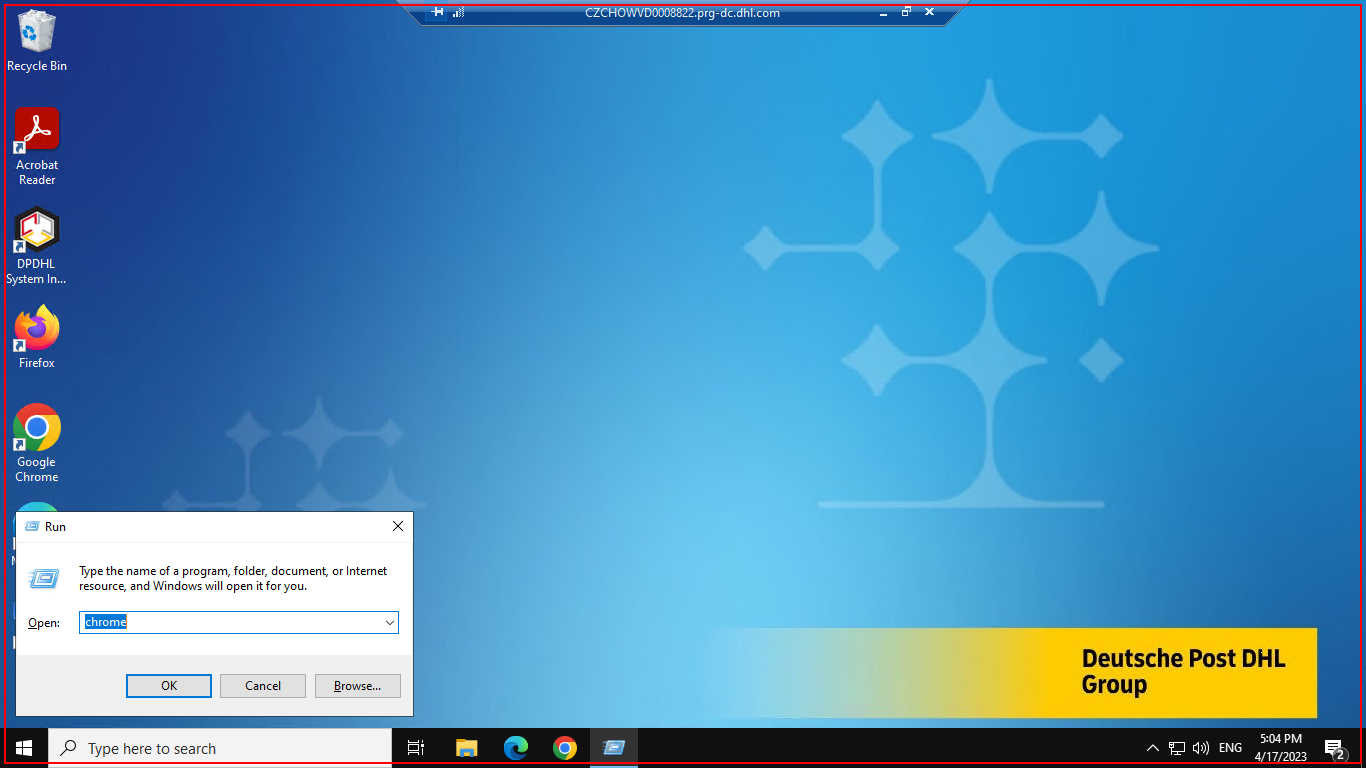 CZCHOWVD0008822.prg-dc.dhl.com
Recycle Bin
Acrobat
Reader
DPDHL
System In...
Firefox
Google
Chrome
Run
Type the name of a program, folder, document, or Internet
resource, and Windows will open it for you.
Open:
chrome
OK
Cancel
Browse...
Deutsche Post DHL
Group
Type here to search
ENG
5:04 PM
4/17/2023
2